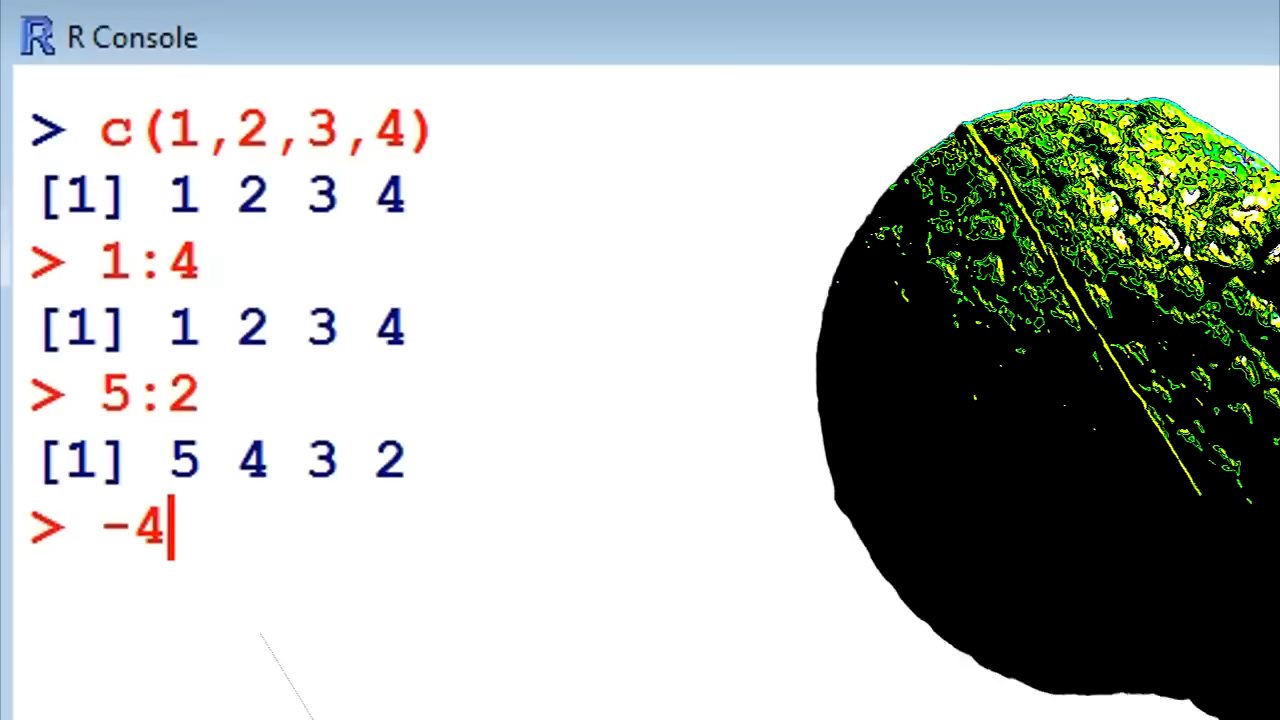 R R Console
> c(1,2,3,4)
[1] 1 2 3 4
> 1:4
[1] 1 2 3 4
> 5:2
[1] 5 4 3 2
> -4